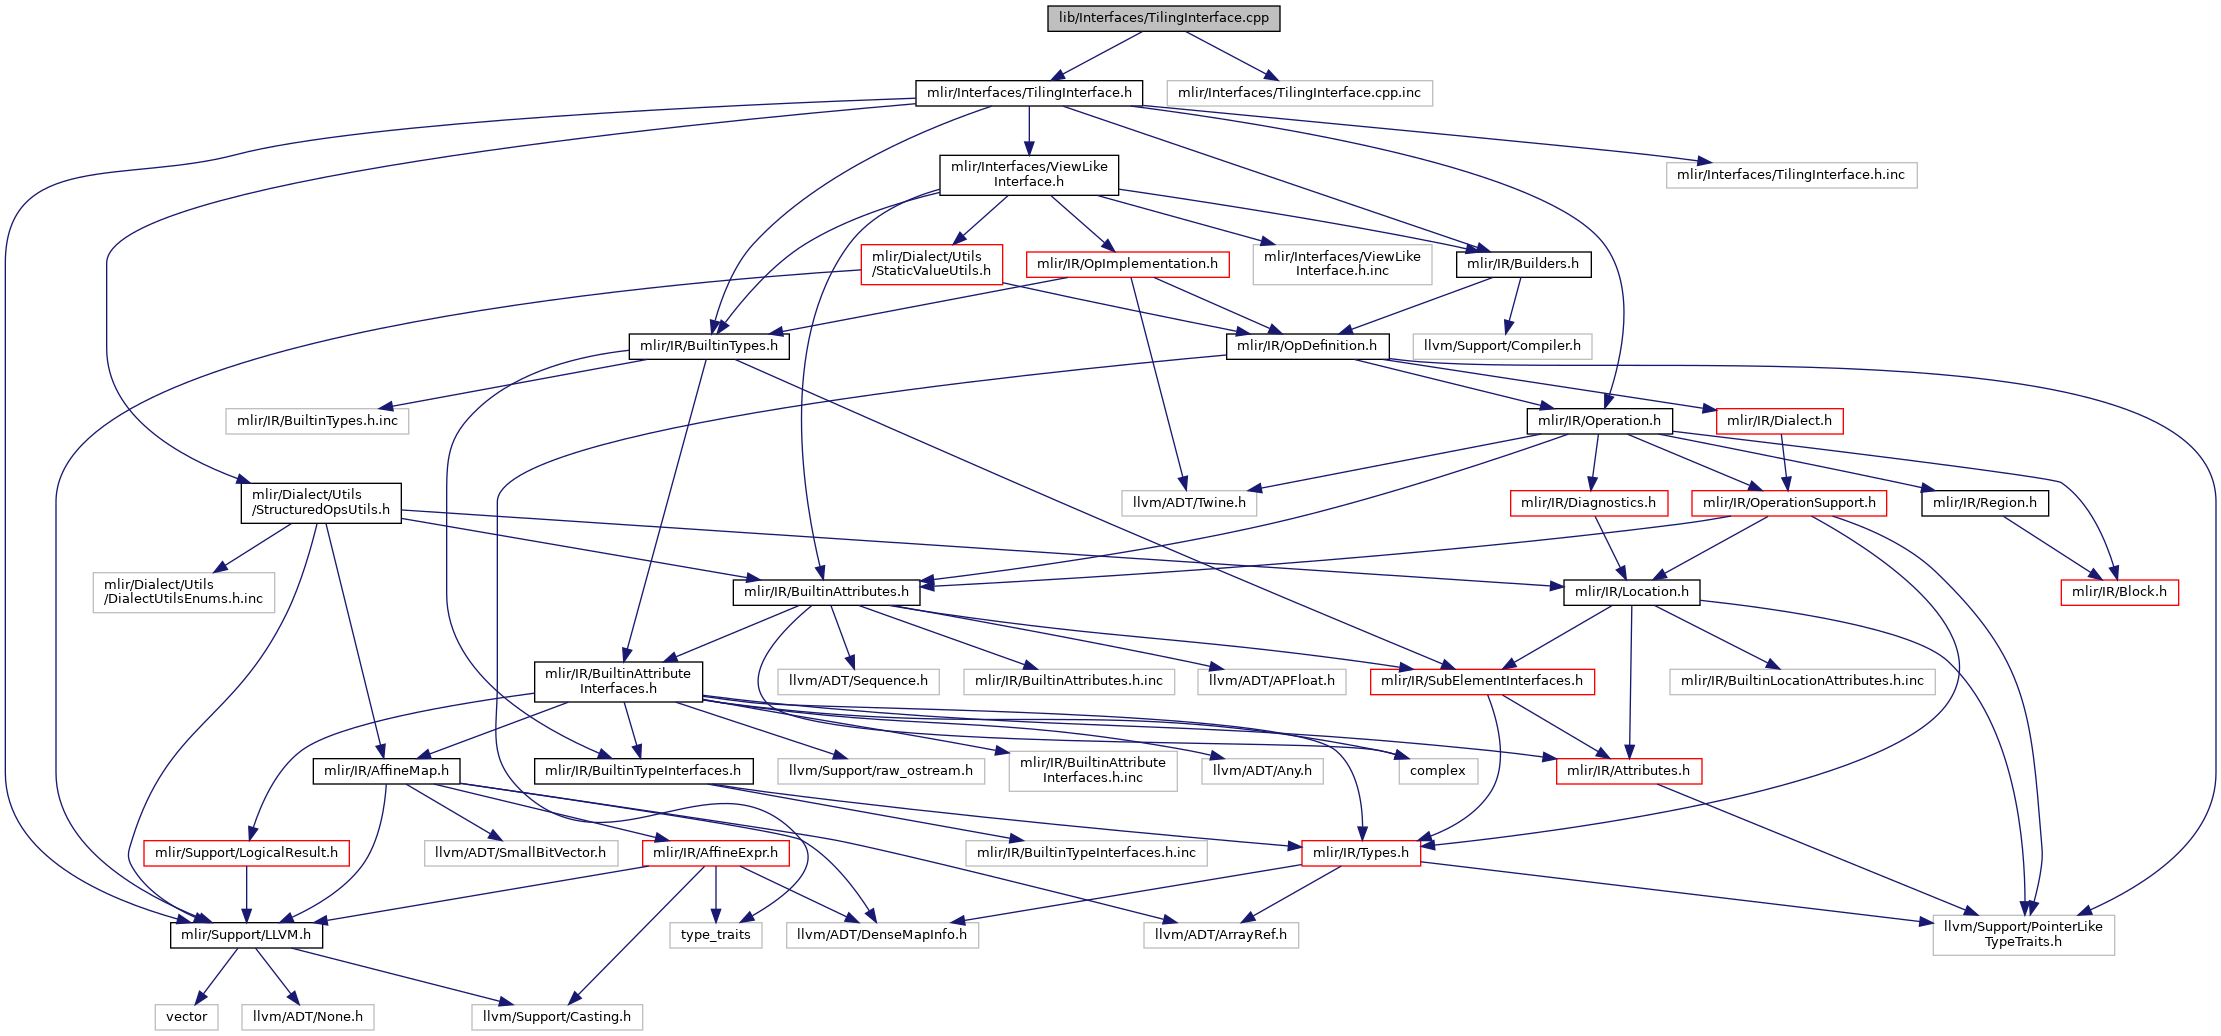 lib/Interfaces/TilingInterface.cpp
mlir/Interfaces/TilingInterface.h
mlir/Interfaces/TilingInterface.cpp.inc
mlir/Interfaces/ViewLike
Interface.h
mlir/Interfaces/TilingInterface.h.inc
mlir/Dialect/Utils
/StaticValueUtils.h
mlir/IR/OpImplementation.h
mlir/Interfaces/ViewLike
Interface.h.inc
mlir/IR/Builders.h
mlir/IR/BuiltinTypes.h
mlir/IR/OpDefinition.h
llvm/Support/Compiler.h
mlir/IR/BuiltinTypes.h.inc
mlir/IR/Operation.h
mlir/IR/Dialect.h
mlir/Dialect/Utils
/StructuredOpsUtils.h
llvm/ADT/Twine.h
mlir/IR/Diagnostics.h
mlir/IR/OperationSupport.h
mlir/IR/Region.h
mlir/Dialect/Utils
/DialectUtilsEnums.h.inc
mlir/IR/BuiltinAttributes.h
mlir/IR/Location.h
mlir/IR/Block.h
mlir/IR/BuiltinAttribute
Interfaces.h
llvm/ADT/Sequence.h
mlir/IR/BuiltinAttributes.h.inc
llvm/ADT/APFloat.h
mlir/IR/SubElementInterfaces.h
mlir/IR/BuiltinLocationAttributes.h.inc
mlir/IR/AffineMap.h
mlir/IR/BuiltinTypeInterfaces.h
llvm/Support/raw_ostream.h
mlir/IR/BuiltinAttribute
Interfaces.h.inc
llvm/ADT/Any.h
complex
mlir/IR/Attributes.h
mlir/Support/LogicalResult.h
llvm/ADT/SmallBitVector.h
mlir/IR/AffineExpr.h
mlir/IR/BuiltinTypeInterfaces.h.inc
mlir/IR/Types.h
mlir/Support/LLVM.h
type_traits
llvm/ADT/DenseMapInfo.h
llvm/ADT/ArrayRef.h
llvm/Support/PointerLike
TypeTraits.h
vector
llvm/ADT/None.h
llvm/Support/Casting.h